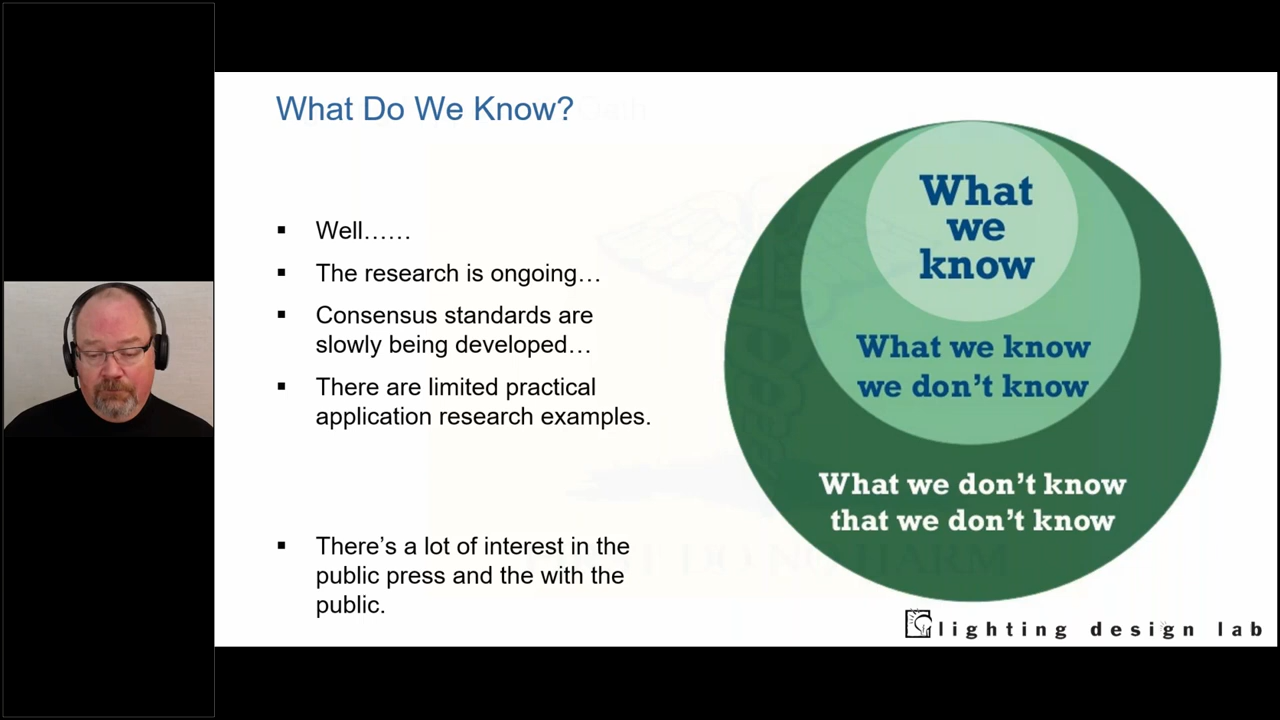 What Do We Know?
Well……
The research is ongoing…
Consensus standards are
slowly being developed…
There are limited practical
application research examples.
There’s a lot of interest in the
public press and the with the
public.
What
we
know
What we know
we don’t know
What we don’t know
that we don’t know
lighting design lab